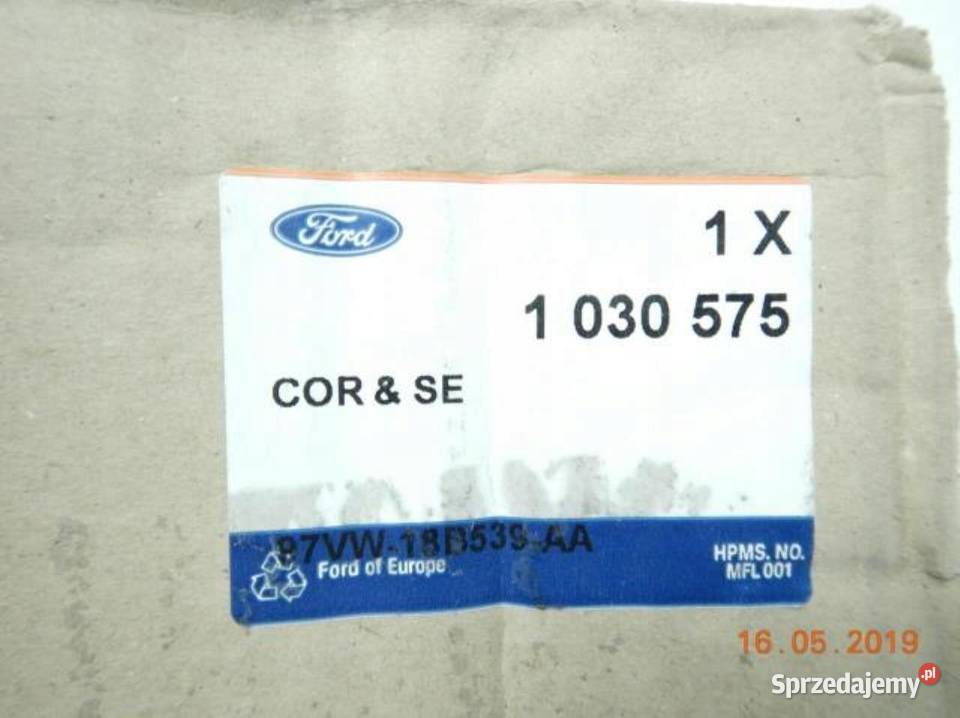 Ford
1 X
1 030 575
COR & SE
97VW-18B539-AA
Ford of Europe
HPMS. NO.
MFL 001
16.05.2019
Sprzedajemy.pl